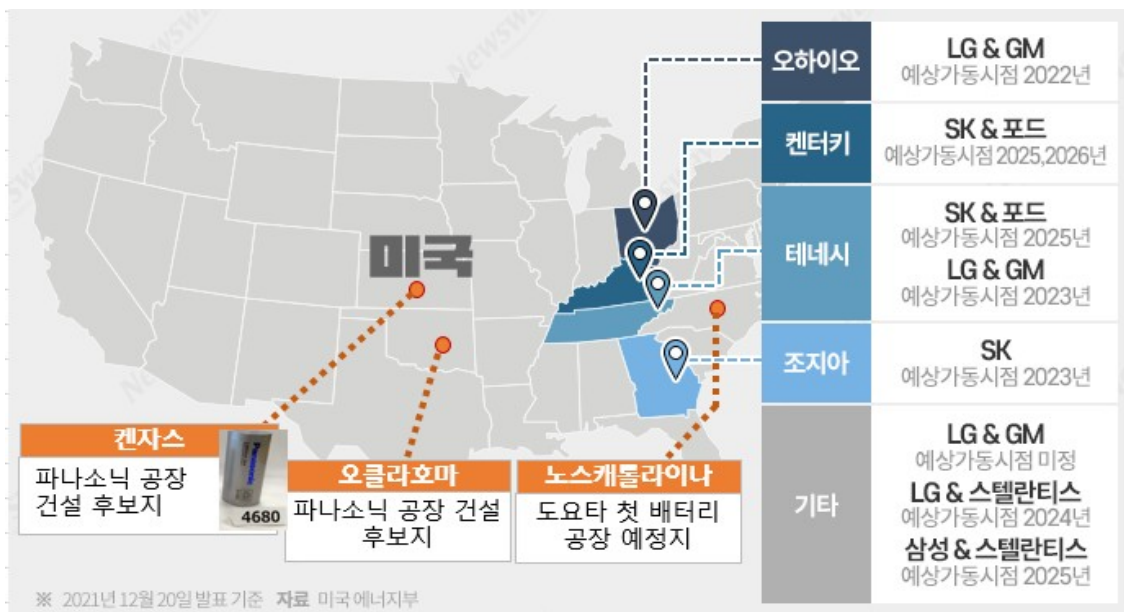 오하이오
LG & GM
예상가동시점 2022년
켄터키
SK & 포드
예상가동시점 2025,2026년
테네시
SK & 포드
예상가동시점 2025년
LG & GM
예상가동시점 2023년
조지아
SK
예상가동시점 2023년
기타
LG & GM
예상가동시점 미정
LG & 스텔란티스
예상가동시점 2024년
삼성 & 스텔란티스
예상가동시점 2025년
미국
켄자스
파나소닉 공장
건설 후보지
Panasonic
4680
오클라호마
파나소닉 공장 건설
후보지
노스캐롤라이나
도요타 첫 배터리
공장 예정지
※ 2021년 12월 20일 발표 기준 자료 미국 에너지부